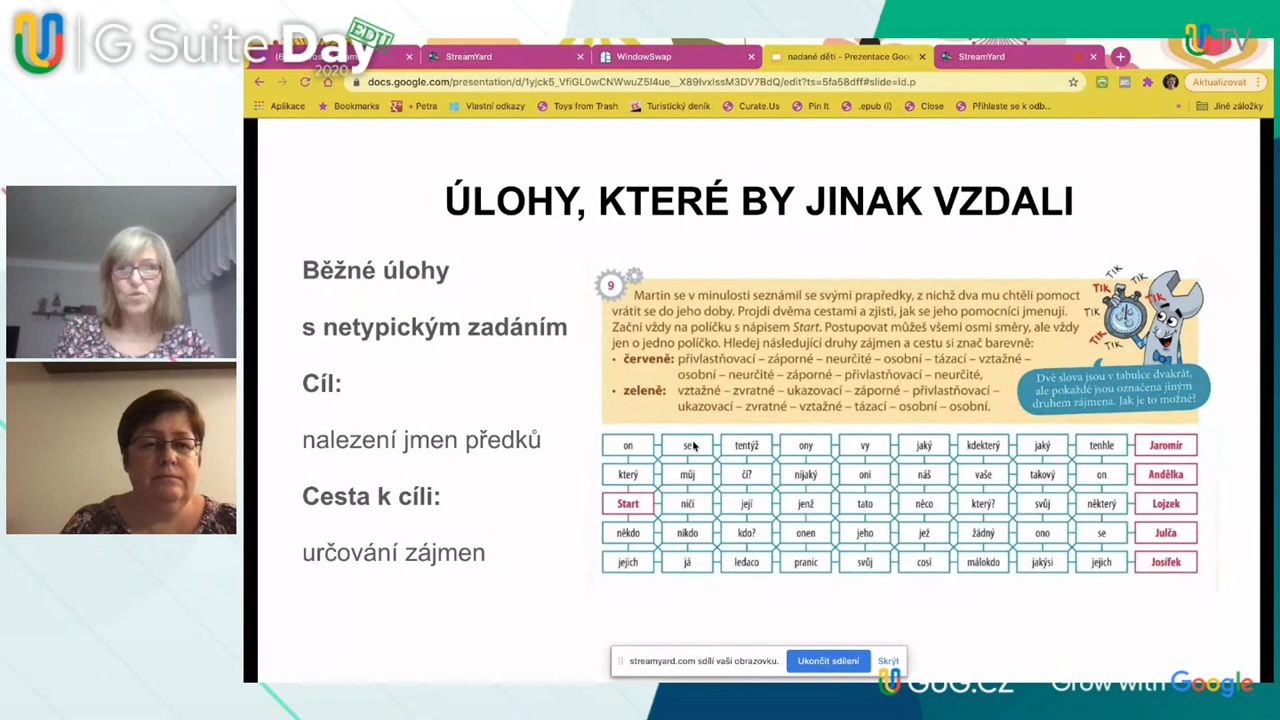 G Suite Day
EDU
2020
TV
StreamYard
WindowSwap
nadané děti - Prezentace Goo
StreamYard
docs.google.com/presentation/d/1yjck5_VfiGL0wCNWwuZ5l4ue__X89IvxIssM3DV7BdQ/edit?ts=5fa58dff#slide=id.p
Aktualizovat
Aplikace Bookmarks + Petra Vlastní odkazy Toys from Trash Turistický deník Curate.Us Pin It .epub (i) Close Přihlaste se k odb... » Jiné záložky
ÚLOHY, KTERÉ BY JINAK VZDALI
Běžné úlohy
s netypickým zadáním
Cíl:
nalezení jmen předků
Cesta k cíli:
určování zájmen
9
Martin se v minulosti seznámil se svými prapředky, z nichž dva mu chtěli pomoct
vrátit se do jeho doby. Projdi dvěma cestami a zjisti, jak se jeho pomocníci jmenují.
Začni vždy na políčku s nápisem Start. Postupovat můžeš všemi osmi směry, ale vždy
jen o jedno políčko. Hledej následující druhy zájmen a cestu si znač barevně:
• červeně: přivlastňovací – záporné – neurčité – osobní – tázací – vztažné –
osobní – neurčité – záporné – přivlastňovací – neurčité,
• zeleně: vztažné – zvratné – ukazovací – záporné – přivlastňovací –
ukazovací – zvratné – vztažné – tázací – osobní – osobní.
TIK TIK TIK TIK TIK TIK TIK
Dvě slova jsou v tabulce dvakrát,
ale pokaždé jsou označena jiným
druhem zájmena. Jak je to možné?
on se tentýž ony vy jaký kdekterý jaký tenhle Jaromír
který můj čí? nijaký oni náš vaše takový on Andělka
Start ničí její jenž tato něco který? svůj některý Lojzek
někdo nikdo kdo? onen jeho jež žádný ono se Julča
jejich já ledaco pranic svůj cosi málokdo jakýsi jejich Josífek
streamyard.com sdílí vaši obrazovku. Ukončit sdílení Skrýt
GUG.CZ Grow with Google